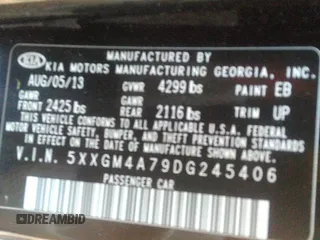 MANUFACTURED BY
KIA KIA MOTORS MANUFACTURING GEORGIA, INC.
AUG/05/13 GVWR 4299 lbs PAINT EB
GAWR GAWR
FRONT 2425 lbs REAR 2116 lbs TRIM UP
THIS VEHICLE CONFORMS TO ALL APPLICABLE FEDERAL MOTOR
VEHICLE SAFETY, BUMPER, AND THEFT PREVENTION STANDARDS
IN EFFECT ON THE DATE OF MANUFACTURE SHOWN ABOVE.
V.I.N. 5XXGM4A79DG245406
PASSENGER CAR
DREAMBID